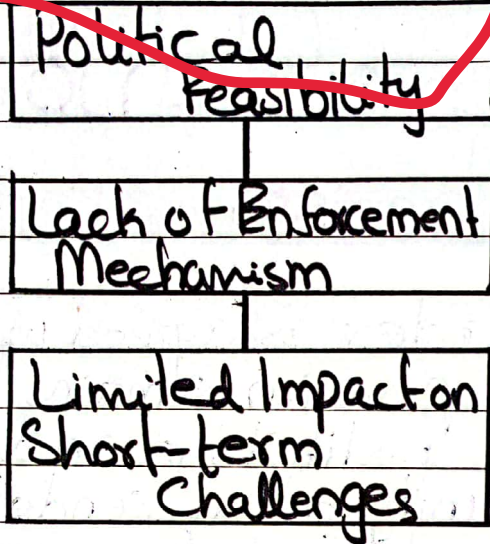 Political
Feasibility
Lack of Enforcement
Mechanism
Limited Impact on
Short-term
Challenges